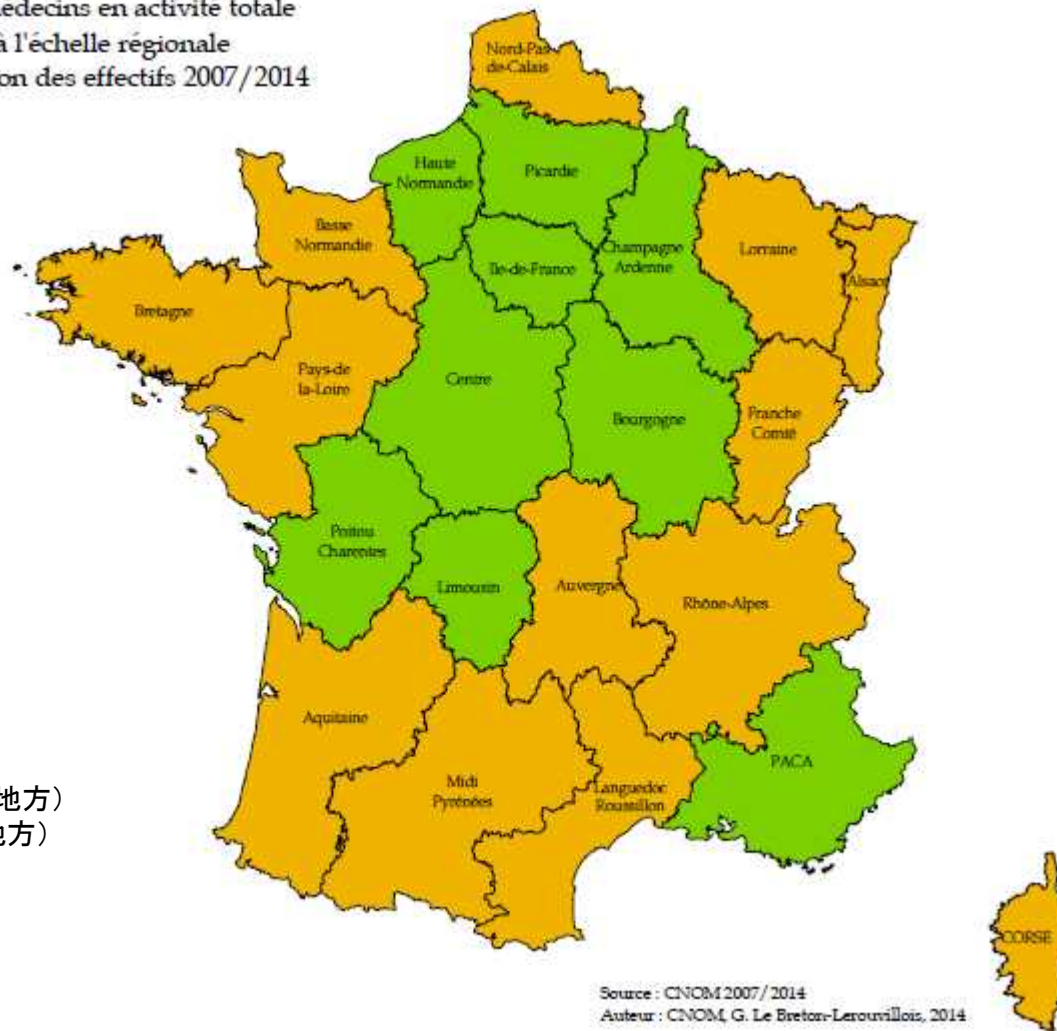 édecins en activité totale
à l'échelle régionale
on des effectifs 2007/2014
Nord-Pas
de-Calais
Haute
Normandie
Picardie
Basse
Normandie
Ile-de-France
Champagne
Ardenne
Lorraine
Alsace
Bretagne
Pays-de
la-Loire
Centre
Bourgogne
Franche
Comté
Poitou
Charentes
Limousin
Auvergne
Rhône-Alpes
Aquitaine
Midi
Pyrénées
Languedoc
Roussillon
PACA
地方）
地方）
CORSE
Source : CNOM 2007/2014
Auteur : CNOM, G. Le Breton-Lerouvillois, 2014